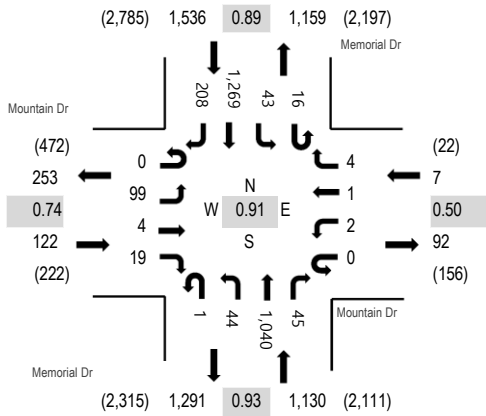 (2,785) 1,536 0.89 1,159 (2,197)
Memorial Dr
208 1,269 43 16
Mountain Dr
(472) (22)
0 4
253 7
99 1
N
0.74 W 0.91 E 0.50
4 2
S
122 92
19 0
(222) (156)
1 44 1,040 45
Mountain Dr
Memorial Dr
(2,315) 1,291 0.93 1,130 (2,111)